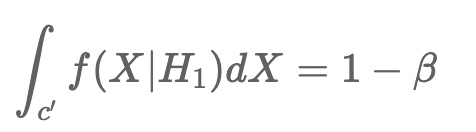 ∫_{c'} f(X|H₁)dX = 1 − β